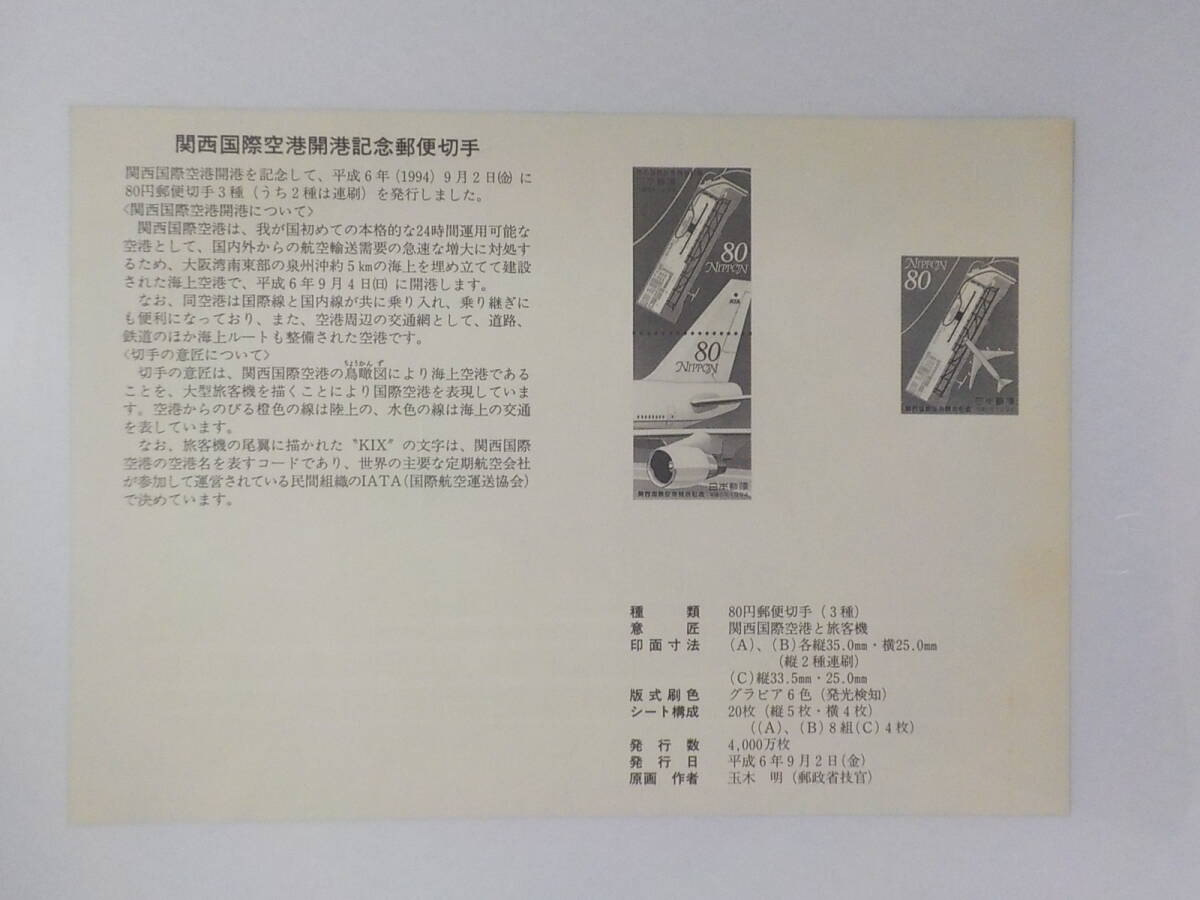 関西国際空港開港記念郵便切手
関西国際空港開港を記念して、平成６年（1994）９月２日㈮に
80円郵便切手３種（うち２種は連刷）を発行しました。
〈関西国際空港開港について〉
関西国際空港は、我が国初めての本格的な24時間運用可能な
空港として、国内外からの航空輸送需要の急速な増大に対処す
るため、大阪湾南東部の泉州沖約５㎞の海上を埋め立てて建設
された海上空港で、平成６年９月４日㈰に開港します。
なお、同空港は国際線と国内線が共に乗り入れ、乗り継ぎに
も便利になっており、また、空港周辺の交通網として、道路、
鉄道のほか海上ルートも整備された空港です。
〈切手の意匠について〉
ちょうかんず
切手の意匠は、関西国際空港の鳥瞰図により海上空港である
ことを、大型旅客機を描くことにより国際空港を表現していま
す。空港からのびる橙色の線は陸上の、水色の線は海上の交通
を表しています。
なお、旅客機の尾翼に描かれた〝KIX〟の文字は、関西国際
空港の空港名を表すコードであり、世界の主要な定期航空会社
が参加して運営されている民間組織のIATA（国際航空運送協会）
で決めています。
80
NIPPON
KIX
80
NIPPON
日本郵便
関西国際空港開港記念
1994
NIPPON
80
日本郵便
関西国際空港開港記念
種類 80円郵便切手（３種）
意匠 関西国際空港と旅客機
印面寸法 （A）、（B）各縦35.0㎜・横25.0㎜
（縦２種連刷）
（C）縦33.5㎜・25.0㎜
版式刷色 グラビア６色（発光検知）
シート構成 20枚（縦５枚・横４枚）
（（A）、（B）８組（C）４枚）
発行数 4,000万枚
発行日 平成６年９月２日（金）
原画作者 玉木 明（郵政省技官）